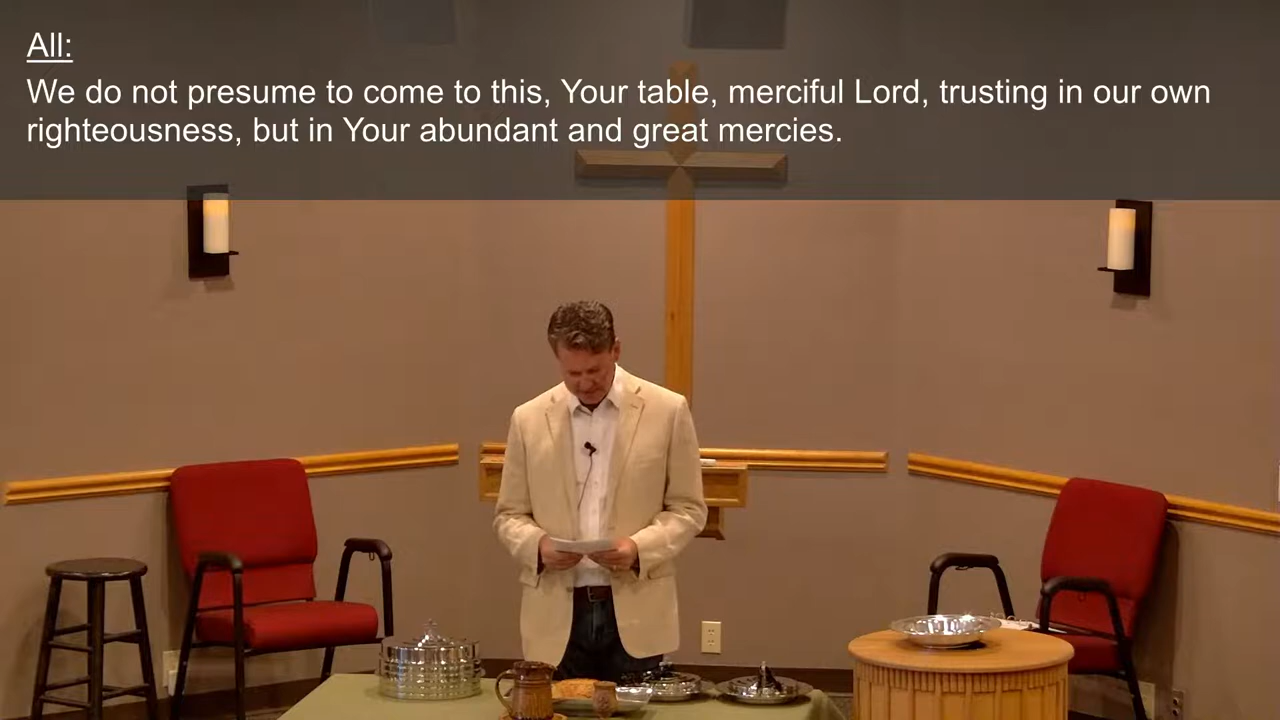 All:
We do not presume to come to this, Your table, merciful Lord, trusting in our own
righteousness, but in Your abundant and great mercies.